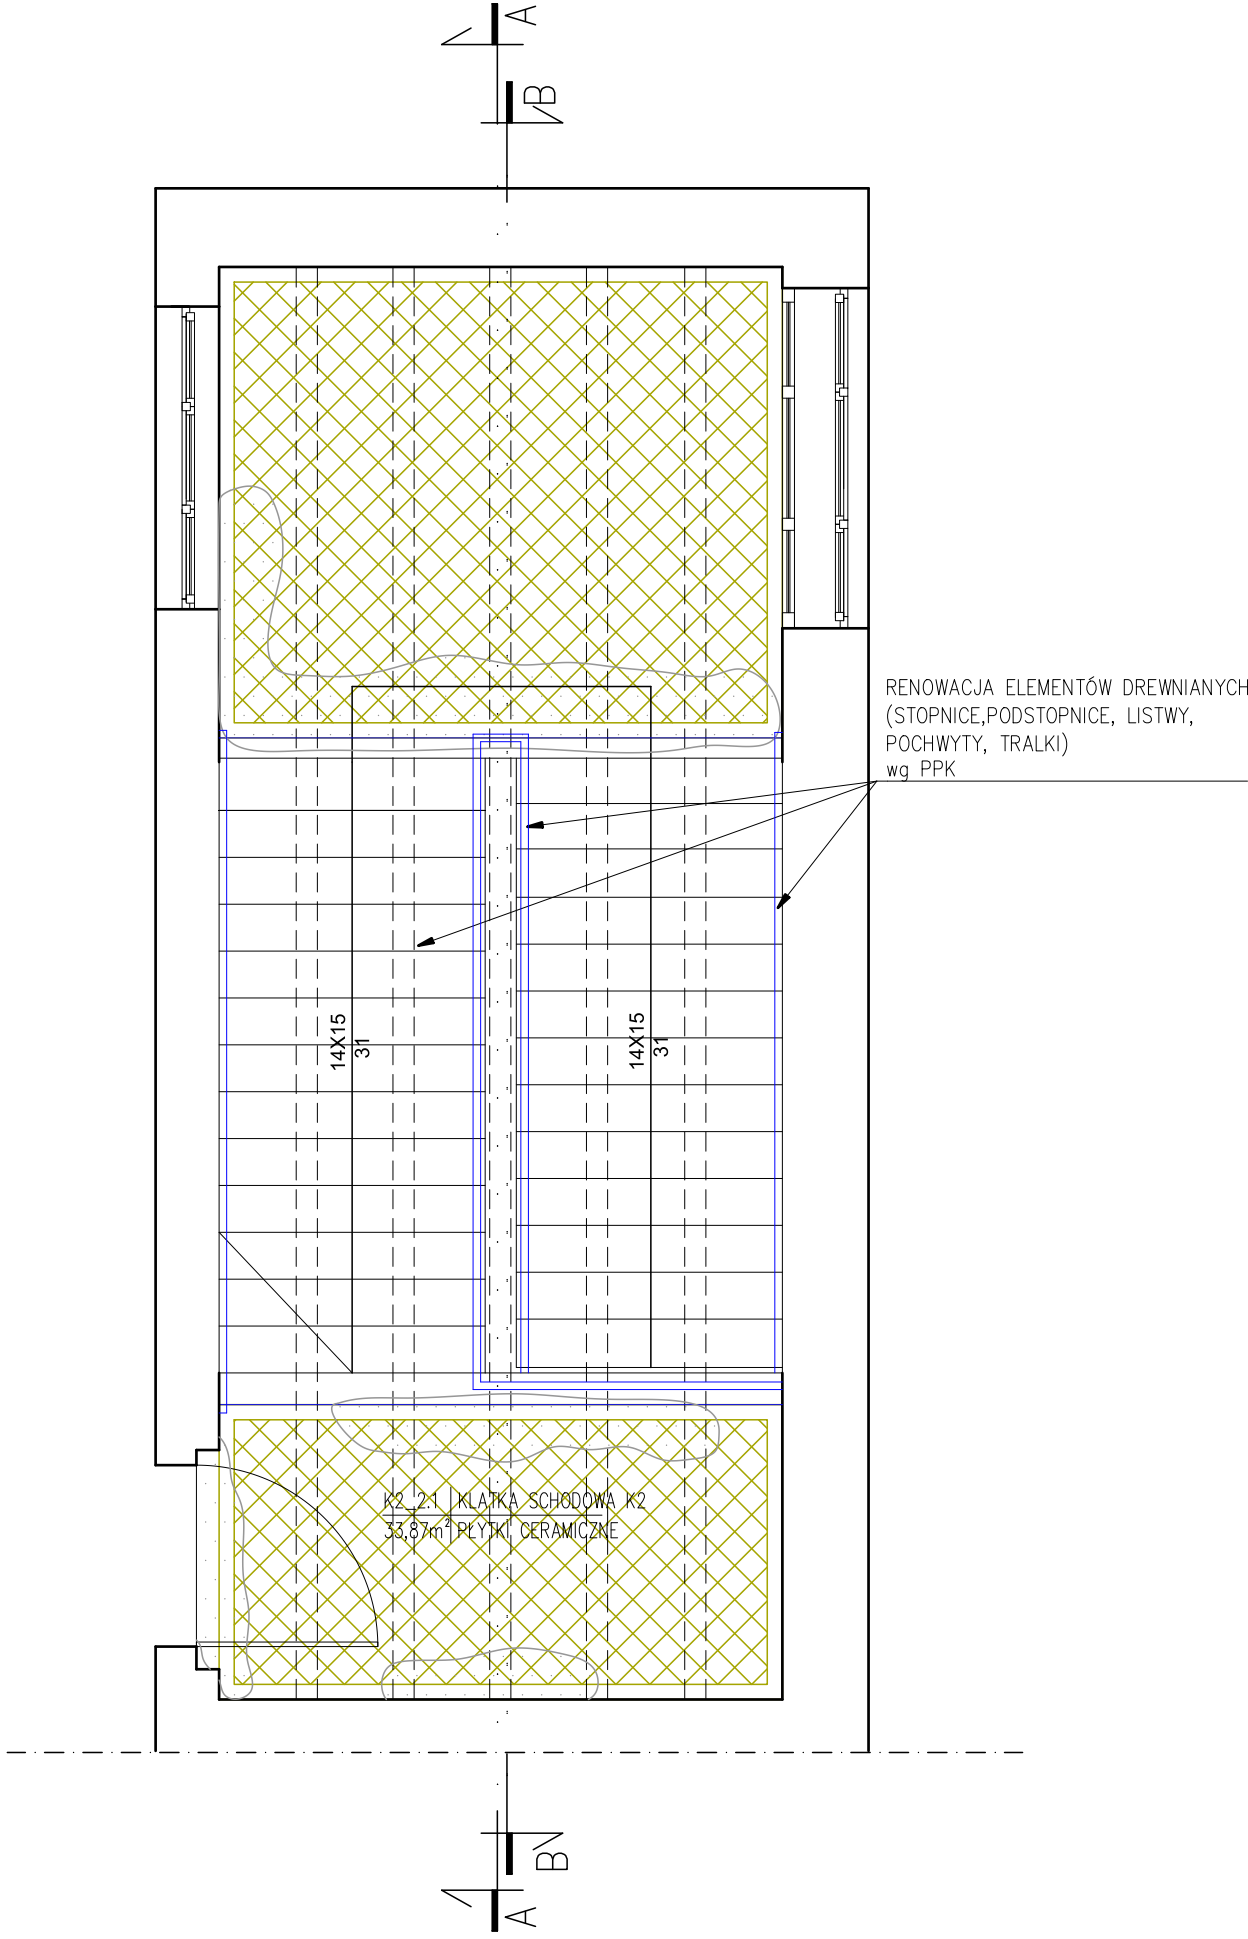 A
B
RENOWACJA ELEMENTÓW DREWNIANYCH
(STOPNICE,PODSTOPNICE, LISTWY,
POCHWYTY, TRALKI)
wg PPK
14X15
31
14X15
31
K2_2.1 KLATKA SCHODOWA K2
33,87m² PŁYTKI CERAMICZNE
B
A